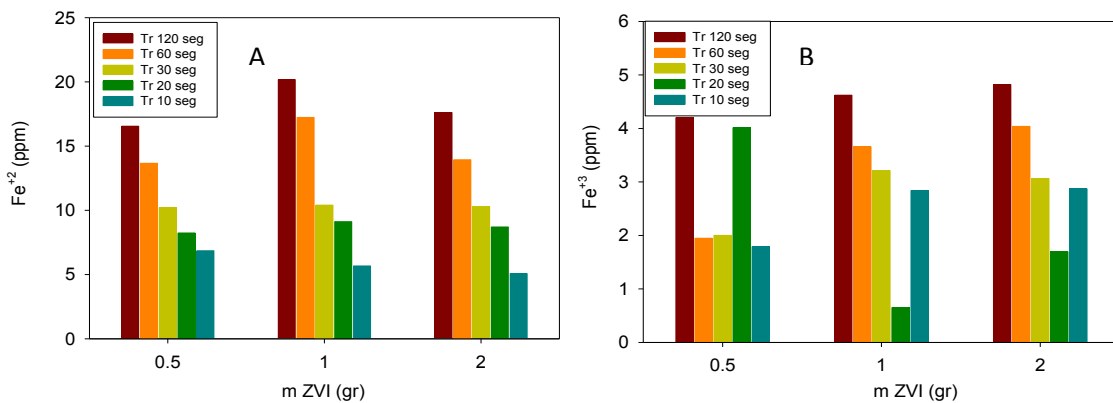 25
20
15
10
5
0
Fe+2 (ppm)
Tr 120 seg
Tr 60 seg
Tr 30 seg
Tr 20 seg
Tr 10 seg
A
0.5
1
2
m ZVI (gr)
6
5
4
3
2
1
0
Fe+3 (ppm)
Tr 120 seg
Tr 60 seg
Tr 30 seg
Tr 20 seg
Tr 10 seg
B
0.5
1
2
m ZVI (gr)